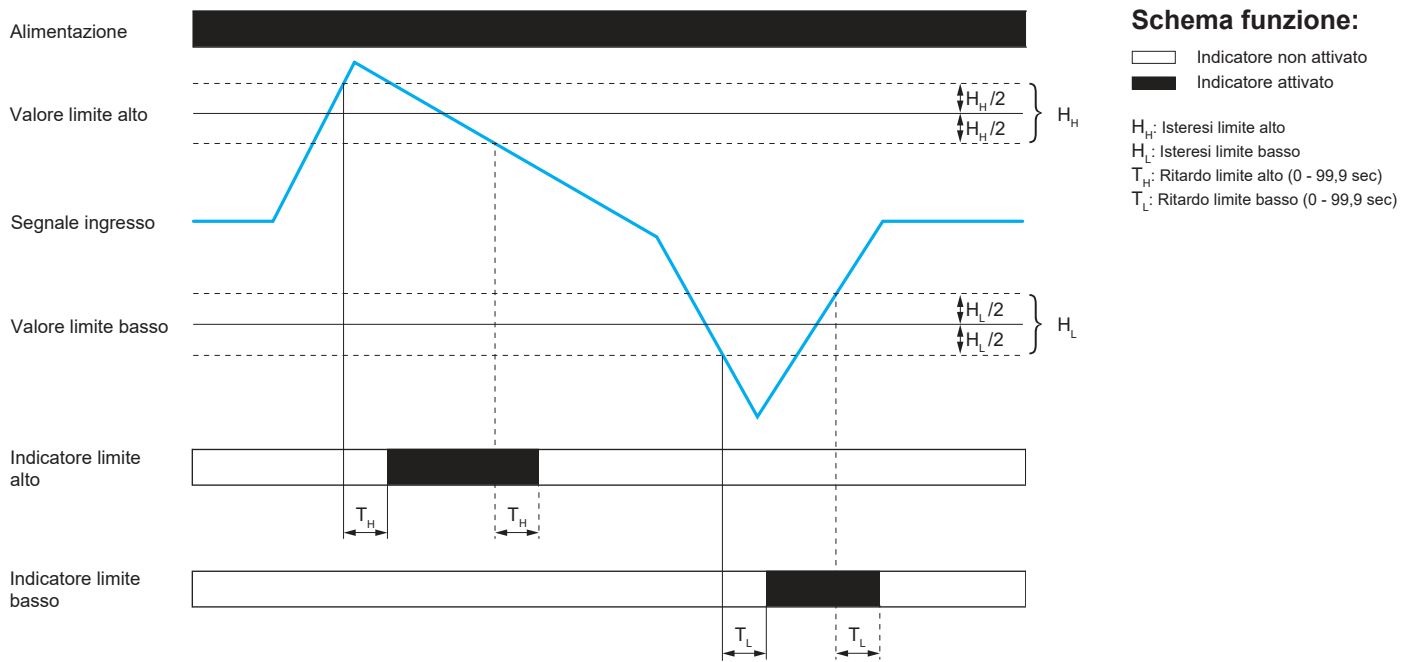 Alimentazione
Valore limite alto
Segnale ingresso
Valore limite basso
Indicatore limite
alto
Indicatore limite
basso
H_H/2
H_H/2
H_H
H_L/2
H_L/2
H_L
T_H
T_H
T_L
T_L
Schema funzione:
Indicatore non attivato
Indicatore attivato
H_H: Isteresi limite alto
H_L: Isteresi limite basso
T_H: Ritardo limite alto (0 - 99,9 sec)
T_L: Ritardo limite basso (0 - 99,9 sec)